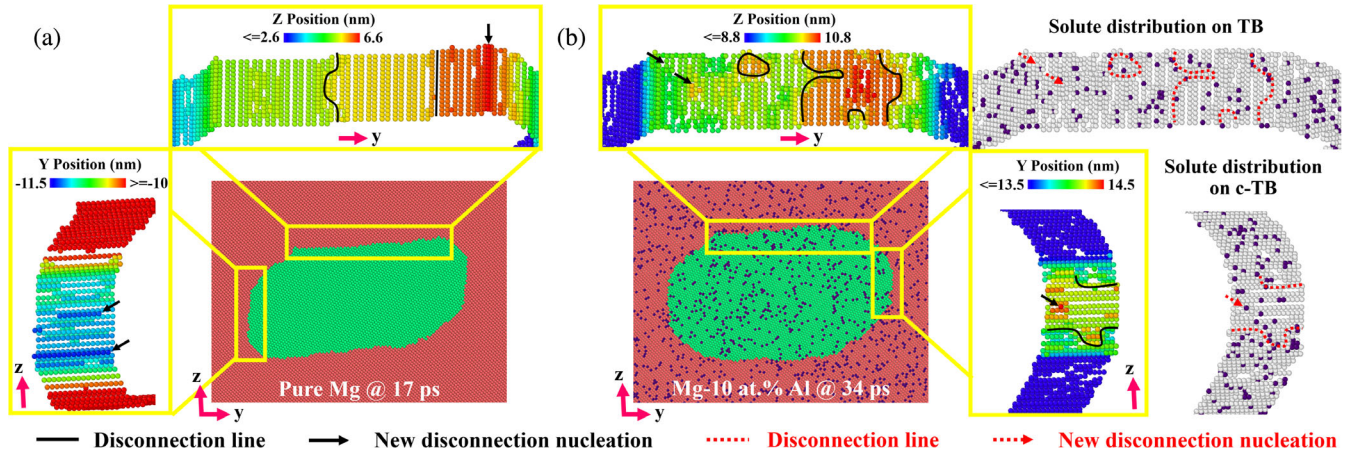 (a)
Z Position (nm)
<=2.6 6.6
y
Y Position (nm)
-11.5 >=-10
z
Pure Mg @ 17 ps
z
y
(b)
Z Position (nm)
<=8.8 10.8
y
Solute distribution on TB
Y Position (nm)
<=13.5 14.5
z
Solute distribution
on c-TB
Mg-10 at.% Al @ 34 ps
z
y
Disconnection line
New disconnection nucleation
Disconnection line
New disconnection nucleation